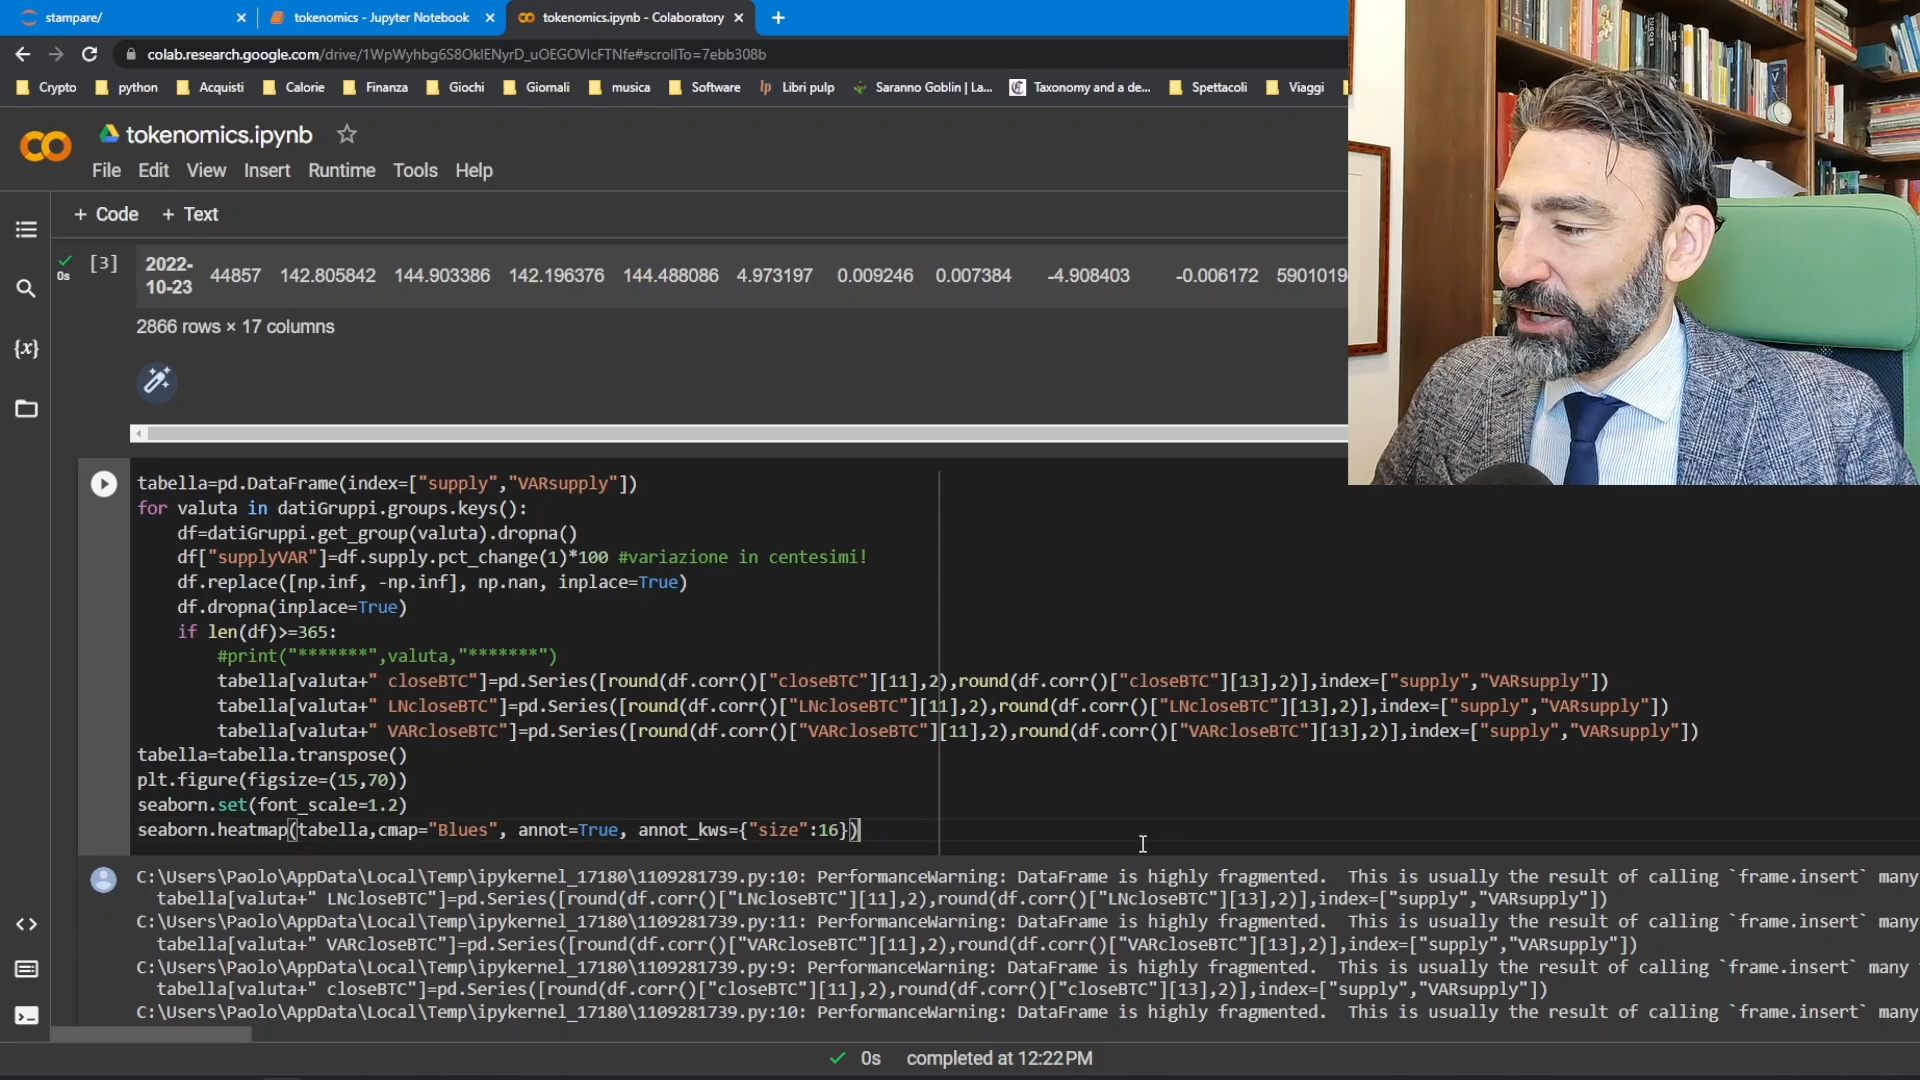 stampare/
tokenomics - Jupyter Notebook
tokenomics.ipynb - Colaboratory
colab.research.google.com/drive/1WpWyhbg6S8OklENyrD_uOEGOVIcFTNfe#scrollTo=7ebb308b
Crypto python Acquisti Calorie Finanza Giochi Giornali musica Software Libri pulp Saranno Goblin | La... Taxonomy and a de... Spettacoli Viaggi
tokenomics.ipynb
File Edit View Insert Runtime Tools Help
+ Code + Text
[3] 2022-
10-23 44857 142.805842 144.903386 142.196376 144.488086 4.973197 0.009246 0.007384 -4.908403 -0.006172 5901019
0s
2866 rows × 17 columns
tabella=pd.DataFrame(index=["supply","VARsupply"])
for valuta in datiGruppi.groups.keys():
df=datiGruppi.get_group(valuta).dropna()
df["supplyVAR"]=df.supply.pct_change(1)*100 #variazione in centesimi!
df.replace([np.inf, -np.inf], np.nan, inplace=True)
df.dropna(inplace=True)
if len(df)>=365:
#print("*******",valuta,"*******")
tabella[valuta+" closeBTC"]=pd.Series([round(df.corr()["closeBTC"][11],2),round(df.corr()["closeBTC"][13],2)],index=["supply","VARsupply"])
tabella[valuta+" LNcloseBTC"]=pd.Series([round(df.corr()["LNcloseBTC"][11],2),round(df.corr()["LNcloseBTC"][13],2)],index=["supply","VARsupply"])
tabella[valuta+" VARcloseBTC"]=pd.Series([round(df.corr()["VARcloseBTC"][11],2),round(df.corr()["VARcloseBTC"][13],2)],index=["supply","VARsupply"])
tabella=tabella.transpose()
plt.figure(figsize=(15,70))
seaborn.set(font_scale=1.2)
seaborn.heatmap(tabella,cmap="Blues", annot=True, annot_kws={"size":16})
C:\Users\Paolo\AppData\Local\Temp\ipykernel_17180\1109281739.py:10: PerformanceWarning: DataFrame is highly fragmented.  This is usually the result of calling `frame.insert` many
tabella[valuta+" LNcloseBTC"]=pd.Series([round(df.corr()["LNcloseBTC"][11],2),round(df.corr()["LNcloseBTC"][13],2)],index=["supply","VARsupply"])
C:\Users\Paolo\AppData\Local\Temp\ipykernel_17180\1109281739.py:11: PerformanceWarning: DataFrame is highly fragmented.  This is usually the result of calling `frame.insert` many
tabella[valuta+" VARcloseBTC"]=pd.Series([round(df.corr()["VARcloseBTC"][11],2),round(df.corr()["VARcloseBTC"][13],2)],index=["supply","VARsupply"])
C:\Users\Paolo\AppData\Local\Temp\ipykernel_17180\1109281739.py:9: PerformanceWarning: DataFrame is highly fragmented.  This is usually the result of calling `frame.insert` many
tabella[valuta+" closeBTC"]=pd.Series([round(df.corr()["closeBTC"][11],2),round(df.corr()["closeBTC"][13],2)],index=["supply","VARsupply"])
C:\Users\Paolo\AppData\Local\Temp\ipykernel_17180\1109281739.py:10: PerformanceWarning: DataFrame is highly fragmented.  This is usually the result of calling `frame.insert` many
0s completed at 12:22 PM